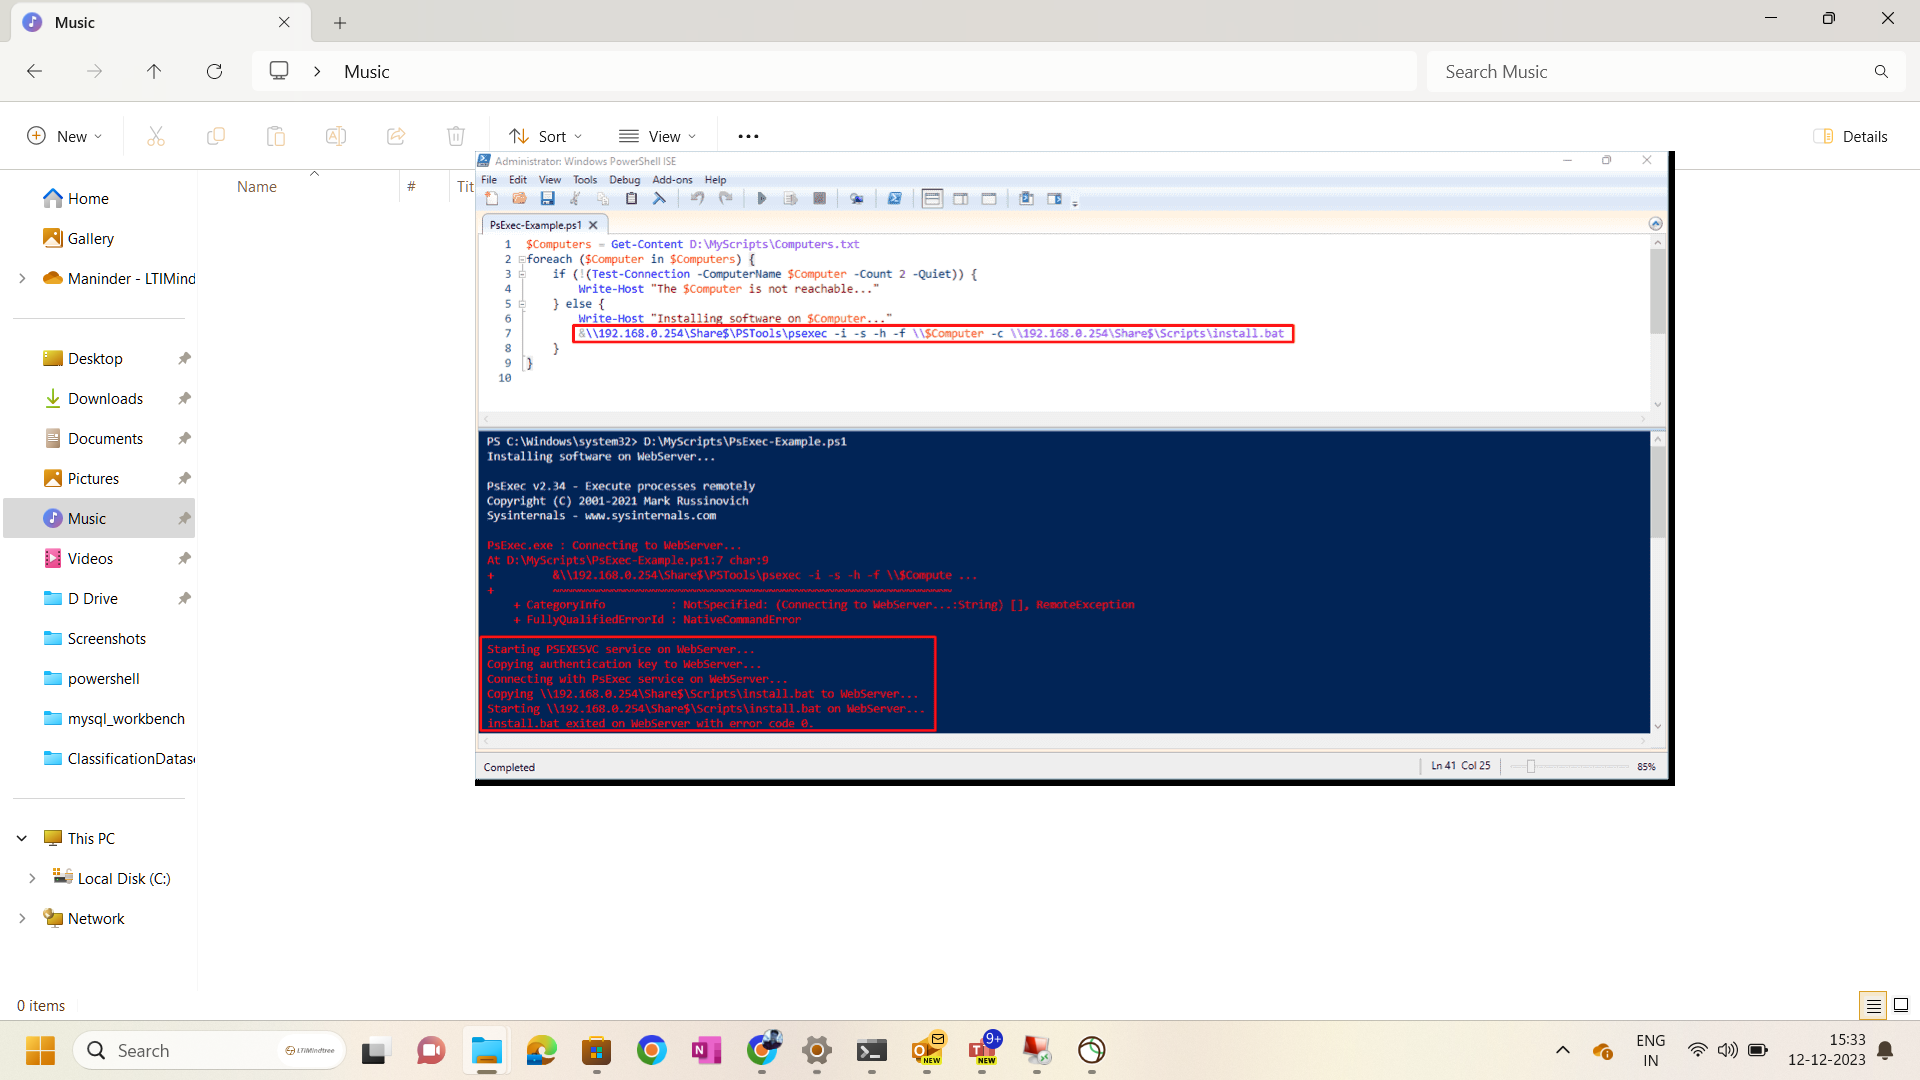 Music
Music
Search Music
New
Sort
View
Details
Name
#
Tit
Home
Gallery
Maninder - LTIMind
Desktop
Downloads
Documents
Pictures
Music
Videos
D Drive
Screenshots
powershell
mysql_workbench
ClassificationDatas
This PC
Local Disk (C:)
Network
0 items
Administrator: Windows PowerShell ISE
File Edit View Tools Debug Add-ons Help
PsExec-Example.ps1
1 $Computers = Get-Content D:\MyScripts\Computers.txt
2 foreach ($Computer in $Computers) {
3 if (!(Test-Connection -ComputerName $Computer -Count 2 -Quiet)) {
4 Write-Host "The $Computer is not reachable..."
5 } else {
6 Write-Host "Installing software on $Computer..."
7 &\\192.168.0.254\Share$\PSTools\psexec -i -s -h -f \\$Computer -c \\192.168.0.254\Share$\Scripts\install.bat
8 }
9 }
10
PS C:\Windows\system32> D:\MyScripts\PsExec-Example.ps1
Installing software on WebServer...
PsExec v2.34 - Execute processes remotely
Copyright (C) 2001-2021 Mark Russinovich
Sysinternals - www.sysinternals.com
PsExec.exe : Connecting to WebServer...
At D:\MyScripts\PsExec-Example.ps1:7 char:9
+ &\\192.168.0.254\Share$\PSTools\psexec -i -s -h -f \\$Compute ...
+ ~~~~~~~~~~~~~~~~~~~~~~~~~~~~~~~~~~~~~~~~~~~~~~~~~~~~~~~~~~~~~
+ CategoryInfo : NotSpecified: (Connecting to WebServer...:String) [], RemoteException
+ FullyQualifiedErrorId : NativeCommandError
Starting PSEXESVC service on WebServer...
Copying authentication key to WebServer...
Connecting with PsExec service on WebServer...
Copying \\192.168.0.254\Share$\Scripts\install.bat to WebServer...
Starting \\192.168.0.254\Share$\Scripts\install.bat on WebServer...
install.bat exited on WebServer with error code 0.
Completed
Ln 41 Col 25
85%
Search
LTIMindtree
NEW
9+
NEW
ENG
IN
15:33
12-12-2023